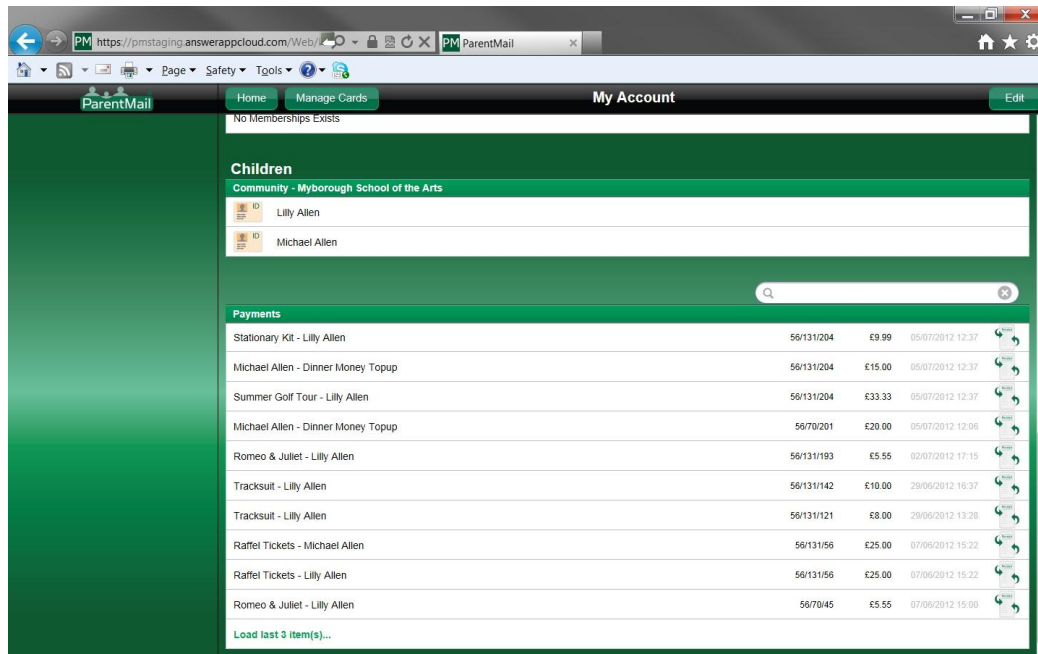 PM https://pmstaging.answerappcloud.com/Web/ PM ParentMail
Page Safety Tools
ParentMail Home Manage Cards My Account Edit
No Memberships Exists
Children
Community - Myborough School of the Arts
ID Lilly Allen
ID Michael Allen
Payments
Stationary Kit - Lilly Allen 56/131/204 £9.99 05/07/2012 12:37
Michael Allen - Dinner Money Topup 56/131/204 £15.00 05/07/2012 12:37
Summer Golf Tour - Lilly Allen 56/131/204 £33.33 05/07/2012 12:37
Michael Allen - Dinner Money Topup 56/70/201 £20.00 05/07/2012 12:06
Romeo & Juliet - Lilly Allen 56/131/193 £5.55 02/07/2012 17:15
Tracksuit - Lilly Allen 56/131/142 £10.00 29/06/2012 16:37
Tracksuit - Lilly Allen 56/131/121 £8.00 29/06/2012 13:28
Raffel Tickets - Michael Allen 56/131/56 £25.00 07/06/2012 15:22
Raffel Tickets - Lilly Allen 56/131/56 £25.00 07/06/2012 15:22
Romeo & Juliet - Lilly Allen 56/70/45 £5.55 07/06/2012 15:00
Load last 3 item(s)...